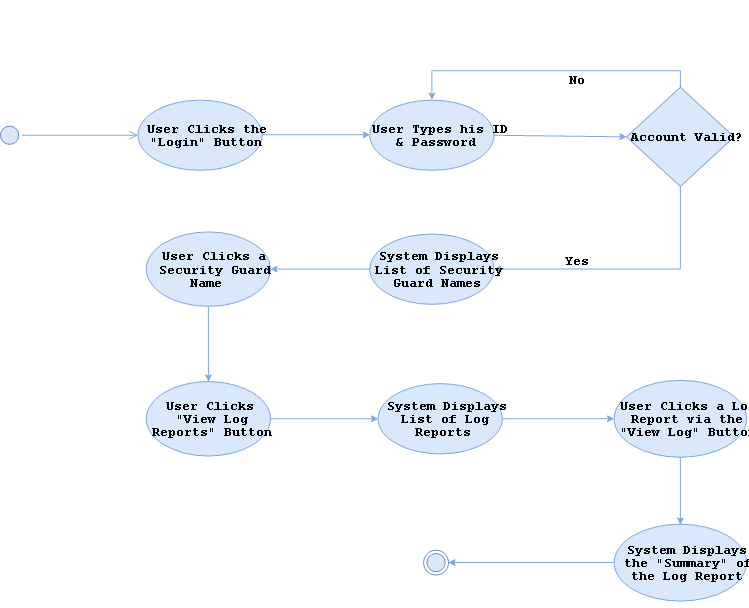 User Clicks the
"Login" Button
User Types his ID
& Password
No
Account Valid?
Yes
System Displays
List of Security
Guard Names
User Clicks a
Security Guard
Name
User Clicks
"View Log
Reports" Button
System Displays
List of Log
Reports
User Clicks a Lo
Report via the
"View Log" Butto
System Displays
the "Summary" of
the Log Report